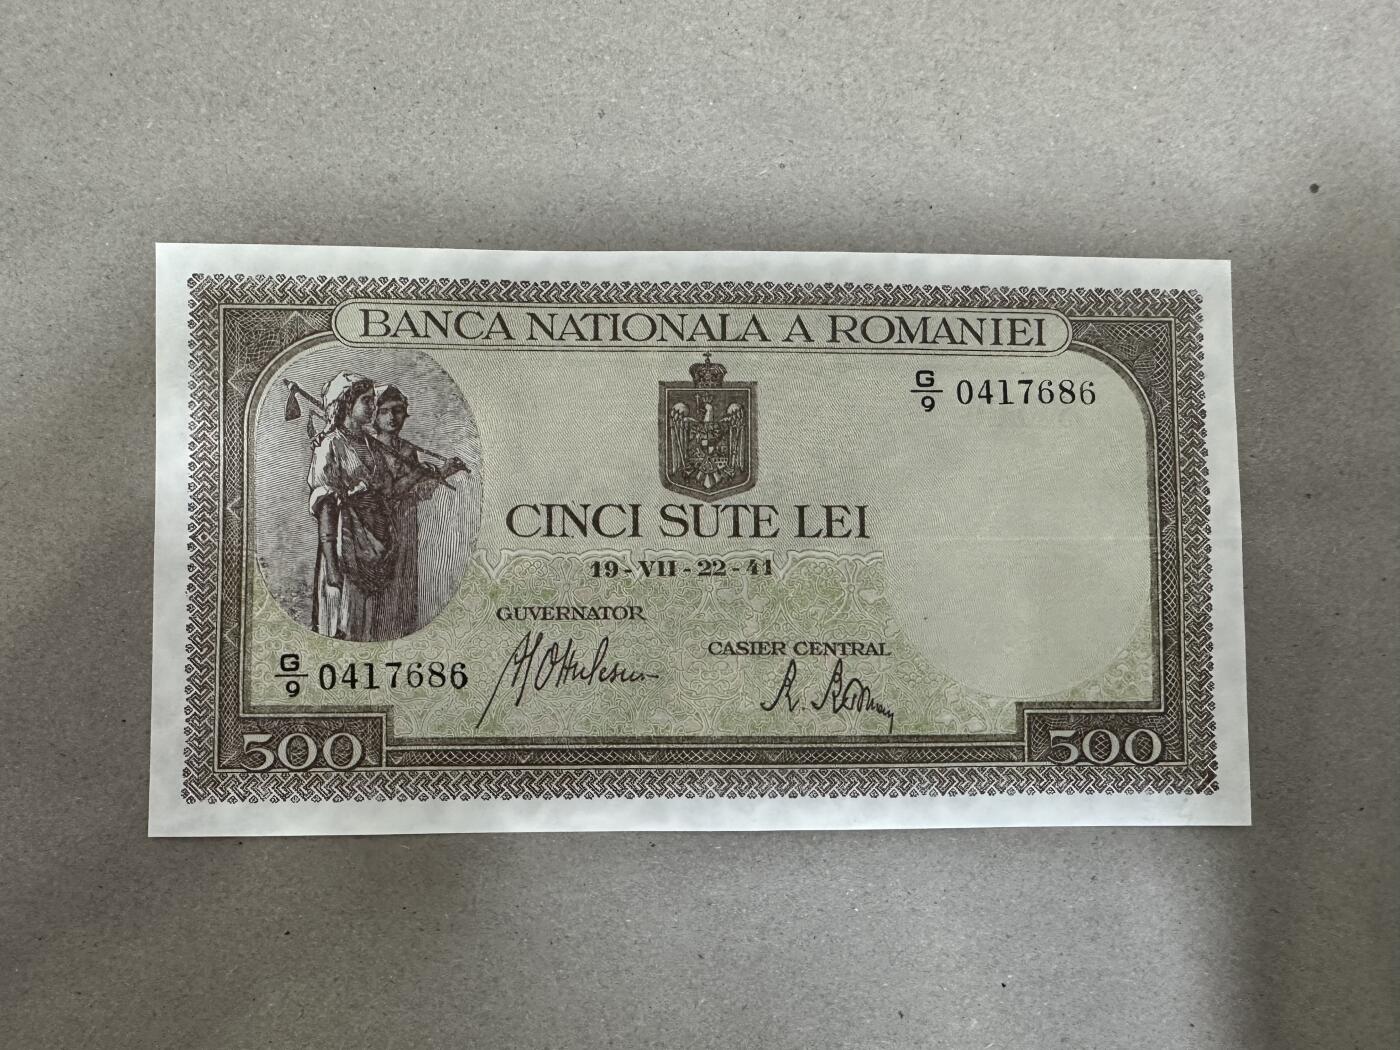 BANCA NATIONALA A ROMANIEI
G/9 0417686
CINCI SUTE LEI
19-VII-22-41
GUVERNATOR
CASIER CENTRAL
G/9 0417686
500
500